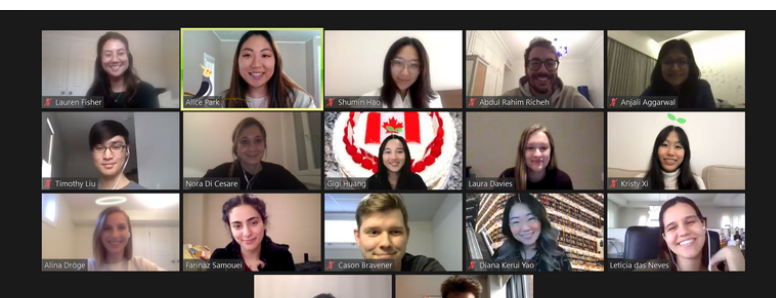 Lauren Fisher
Alice Park
Shumin Hao
Abdul Rahim Richeh
Anjali Aggarwal
Timothy Liu
Nora Di Cesare
Gigi Huang
Laura Davies
Kristy Xi
Alina Dröge
Farinaz Samouei
Cason Bravener
Diana Kerui Yao
Leticia das Neves